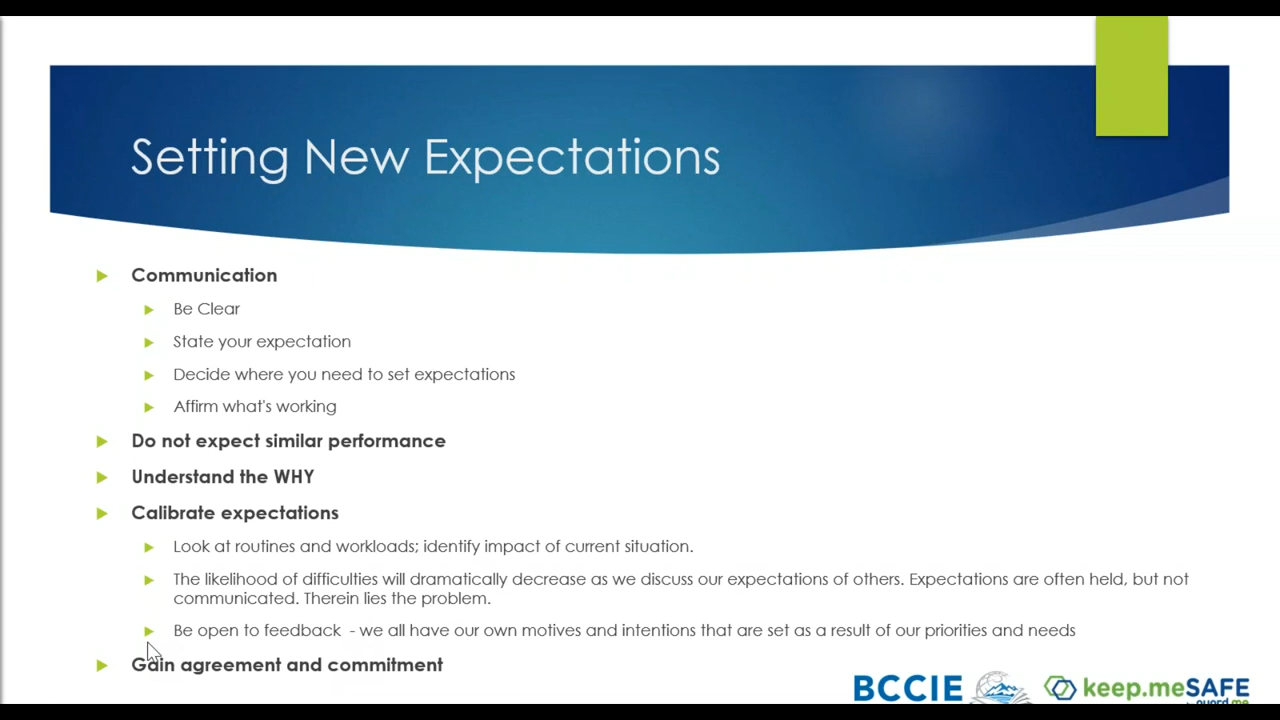 Setting New Expectations
Communication
Be Clear
State your expectation
Decide where you need to set expectations
Affirm what's working
Do not expect similar performance
Understand the WHY
Calibrate expectations
Look at routines and workloads; identify impact of current situation.
The likelihood of difficulties will dramatically decrease as we discuss our expectations of others. Expectations are often held, but not
communicated. Therein lies the problem.
Be open to feedback - we all have our own motives and intentions that are set as a result of our priorities and needs
Gain agreement and commitment
BCCIE keep.meSAFE
guard.me